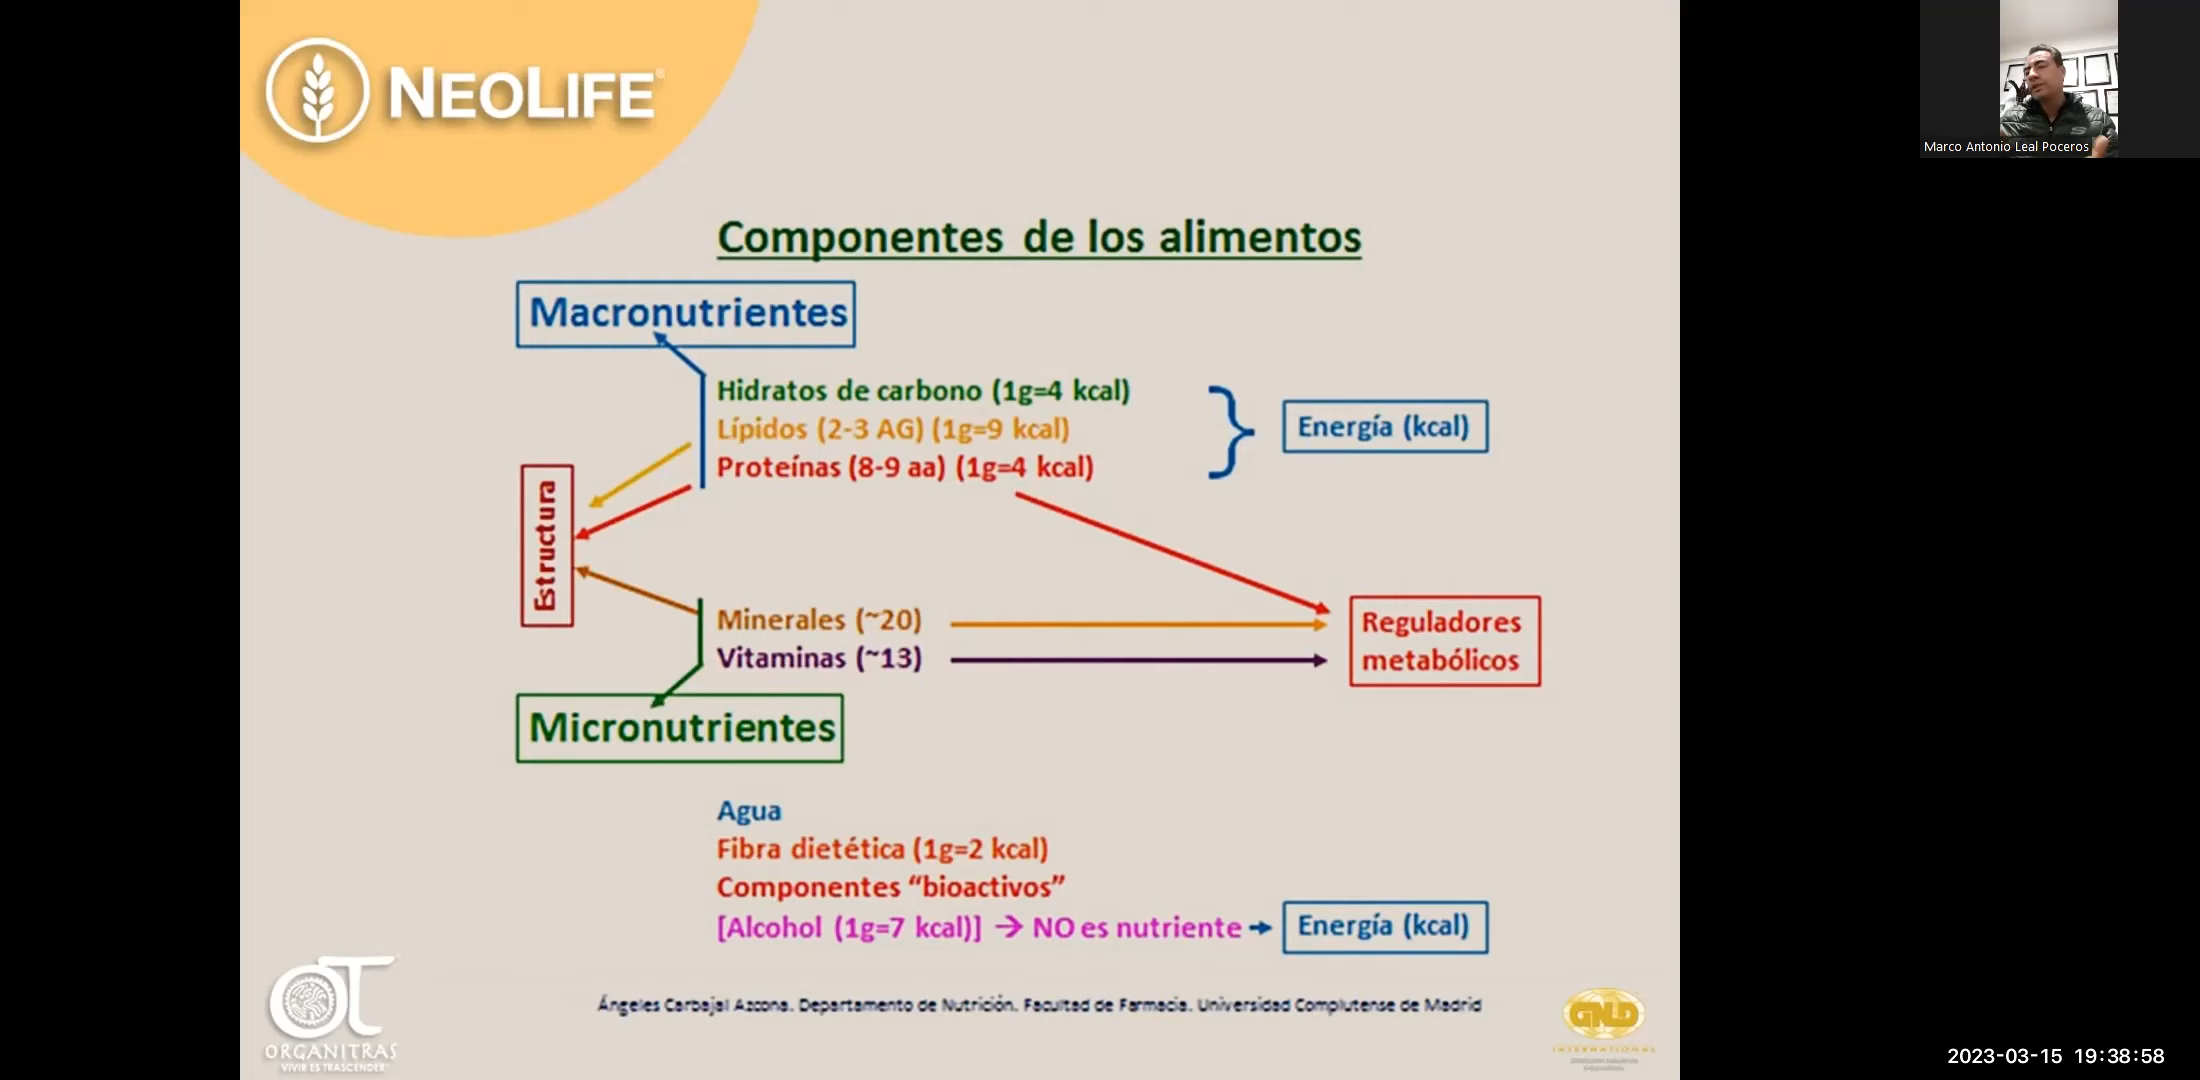 NEOLIFE
Marco Antonio Leal Poceros
Componentes de los alimentos
Macronutrientes
Hidratos de carbono (1g=4 kcal)
Lípidos (2-3 AG) (1g=9 kcal)
Proteínas (8-9 aa) (1g=4 kcal)
Energía (kcal)
Estructura
Minerales (~20)
Vitaminas (~13)
Reguladores
metabólicos
Micronutrientes
Agua
Fibra dietética (1g=2 kcal)
Componentes “bioactivos”
[Alcohol (1g=7 kcal)] → NO es nutriente
Energía (kcal)
Ángeles Carbajal Azcona. Departamento de Nutrición. Facultad de Farmacia. Universidad Complutense de Madrid
OT
ORGANITRAS
VIVIR ES TRASCENDER
GNLD
INTERNATIONAL
2023-03-15 19:38:58